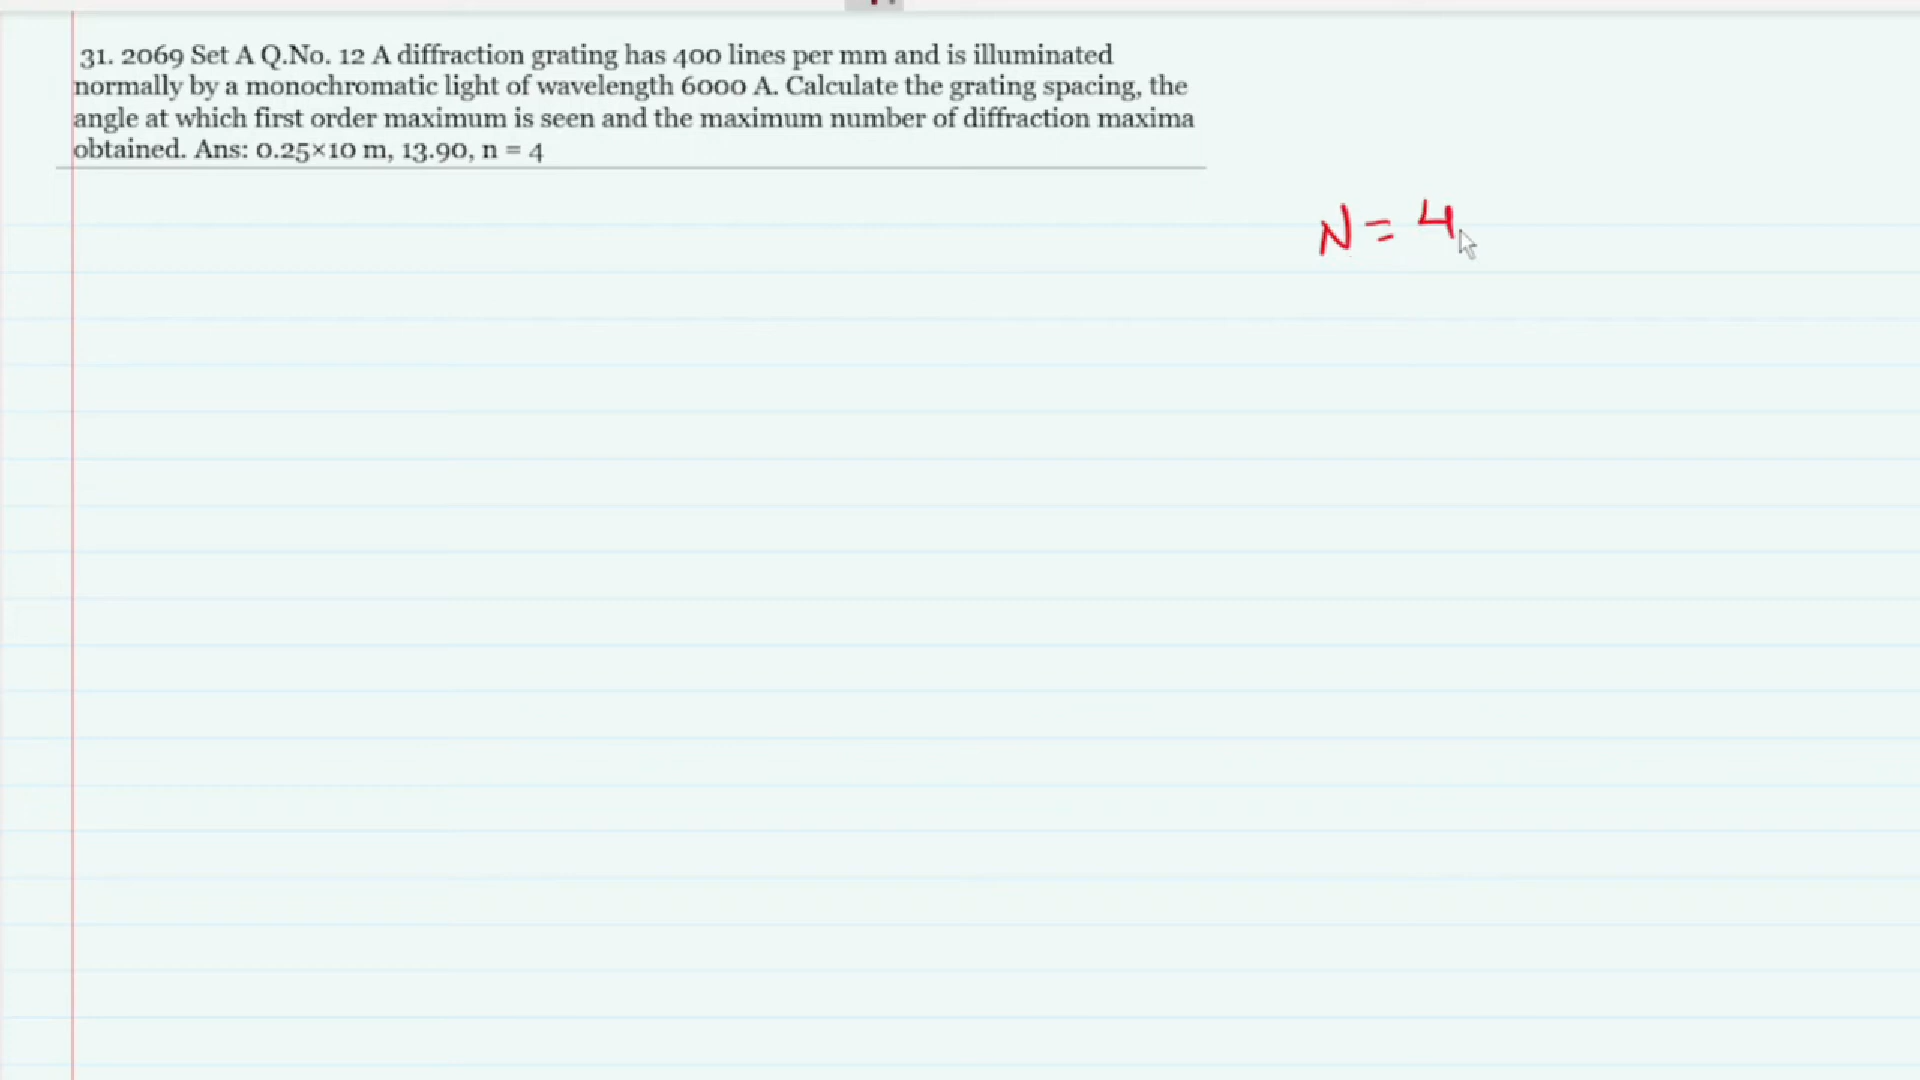 31. 2069 Set A Q.No. 12 A diffraction grating has 400 lines per mm and is illuminated
normally by a monochromatic light of wavelength 6000 A. Calculate the grating spacing, the
angle at which first order maximum is seen and the maximum number of diffraction maxima
obtained. Ans: 0.25×10 m, 13.90, n = 4
N = 4